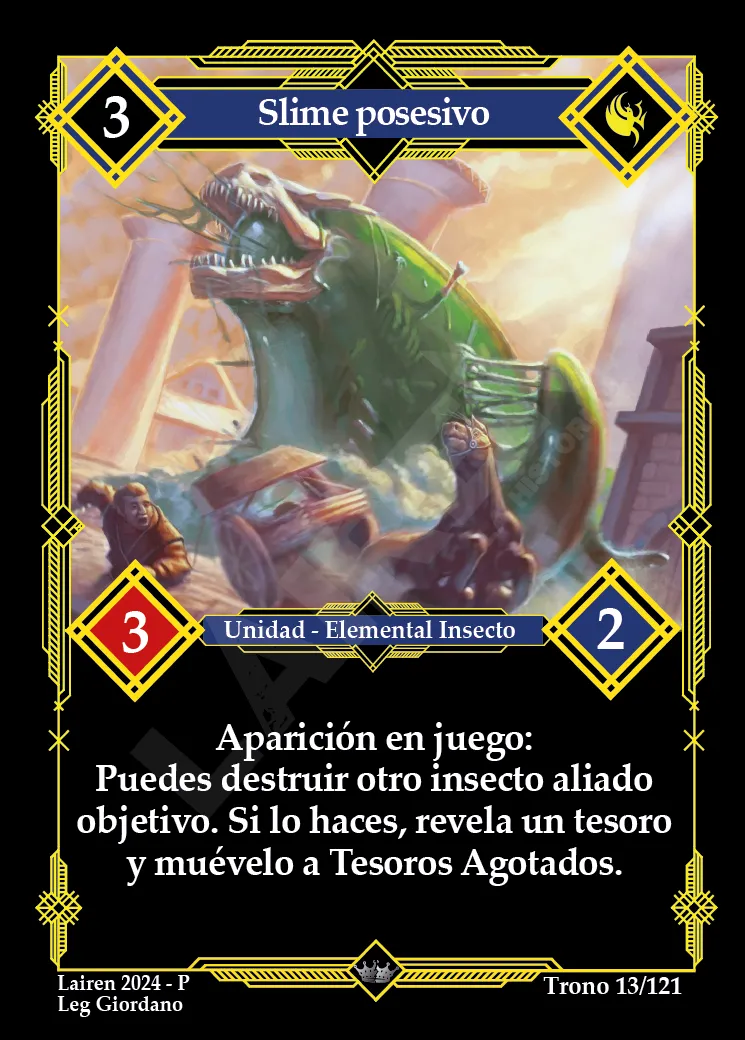 3
Slime posesivo
3
Unidad - Elemental Insecto
2
Aparición en juego:
Puedes destruir otro insecto aliado
objetivo. Si lo haces, revela un tesoro
y muévelo a Tesoros Agotados.
Lairen 2024 - P
Leg Giordano
Trono 13/121